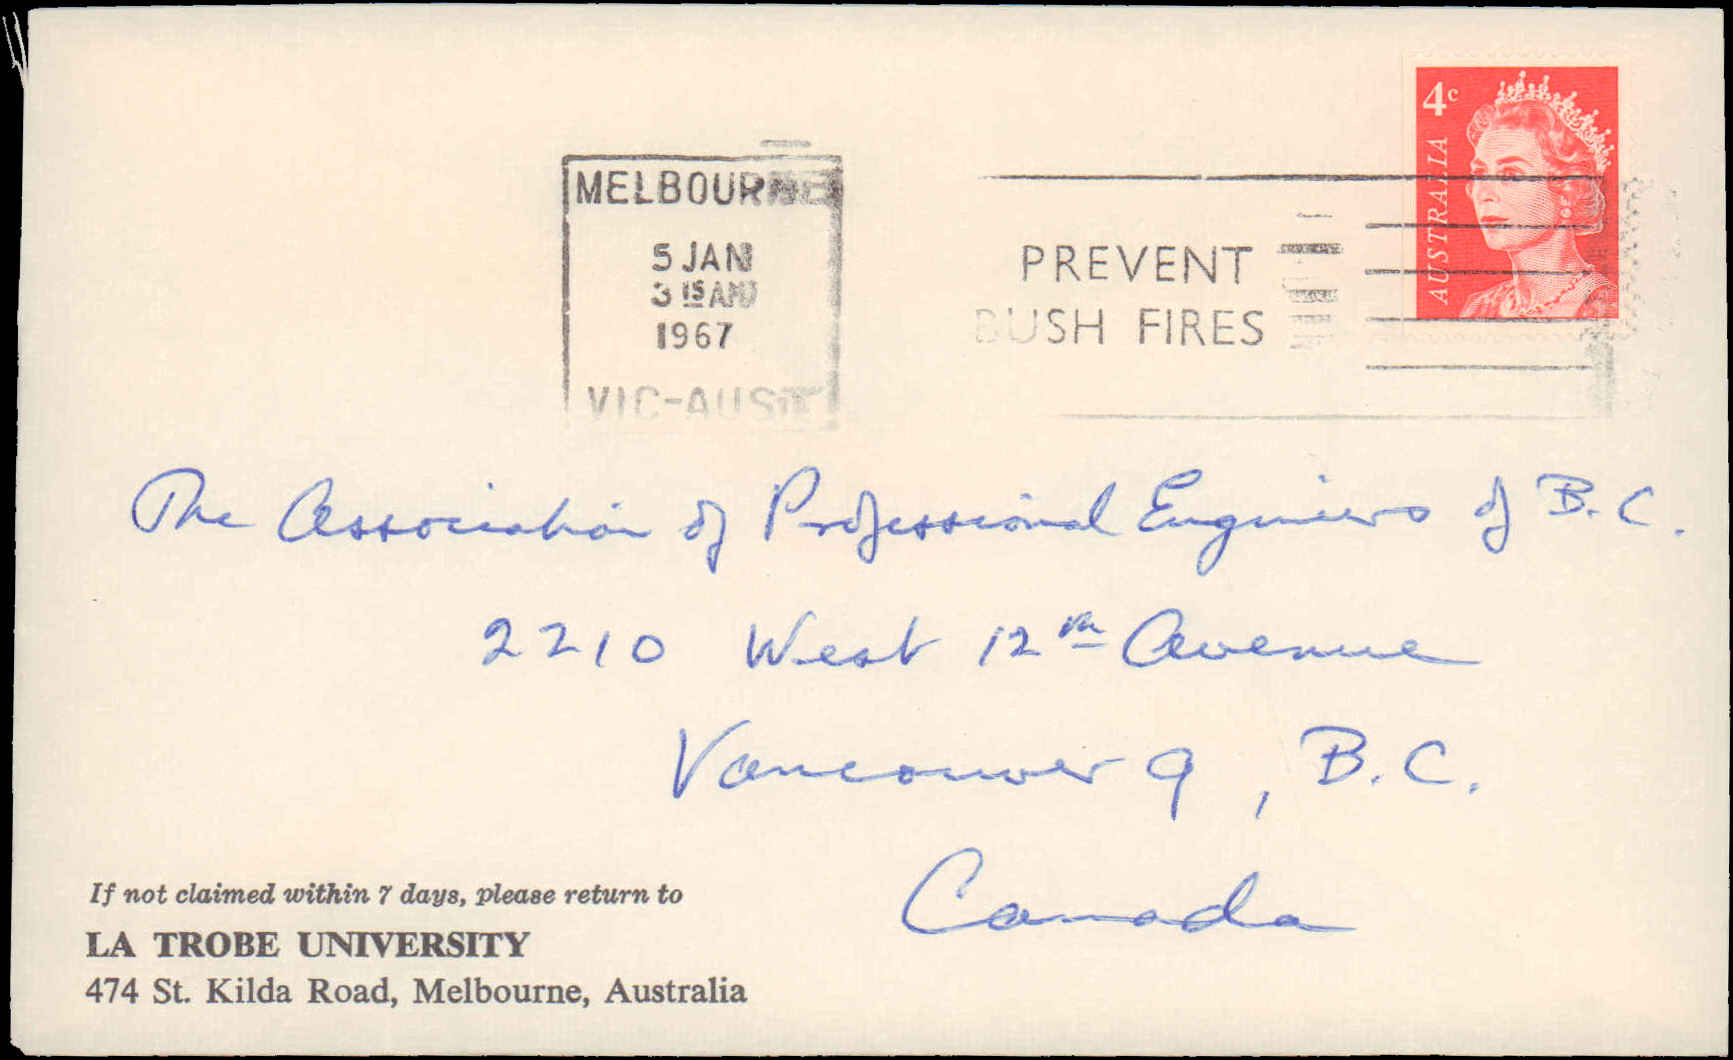 4c
AUSTRALIA
MELBOURNE
5 JAN
3 15 AM
1967
VIC-AUST
PREVENT
BUSH FIRES
The Association of Professional Engineers of B.C.
2210 West 12th Avenue
Vancouver 9, B.C.
Canada
If not claimed within 7 days, please return to
LA TROBE UNIVERSITY
474 St. Kilda Road, Melbourne, Australia